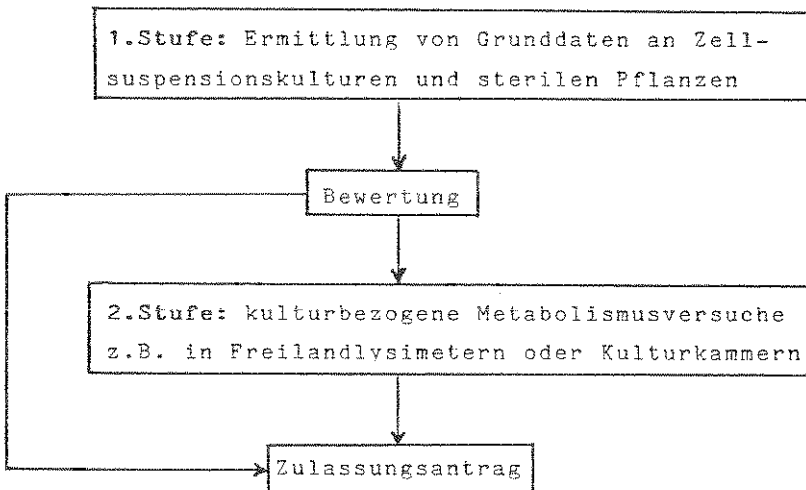 1.Stufe: Ermittlung von Grunddaten an Zell-
suspensionskulturen und sterilen Pflanzen
Bewertung
2.Stufe: kulturbezogene Metabolismusversuche
z.B. in Freilandlysimetern oder Kulturkammern
Zulassungsantrag